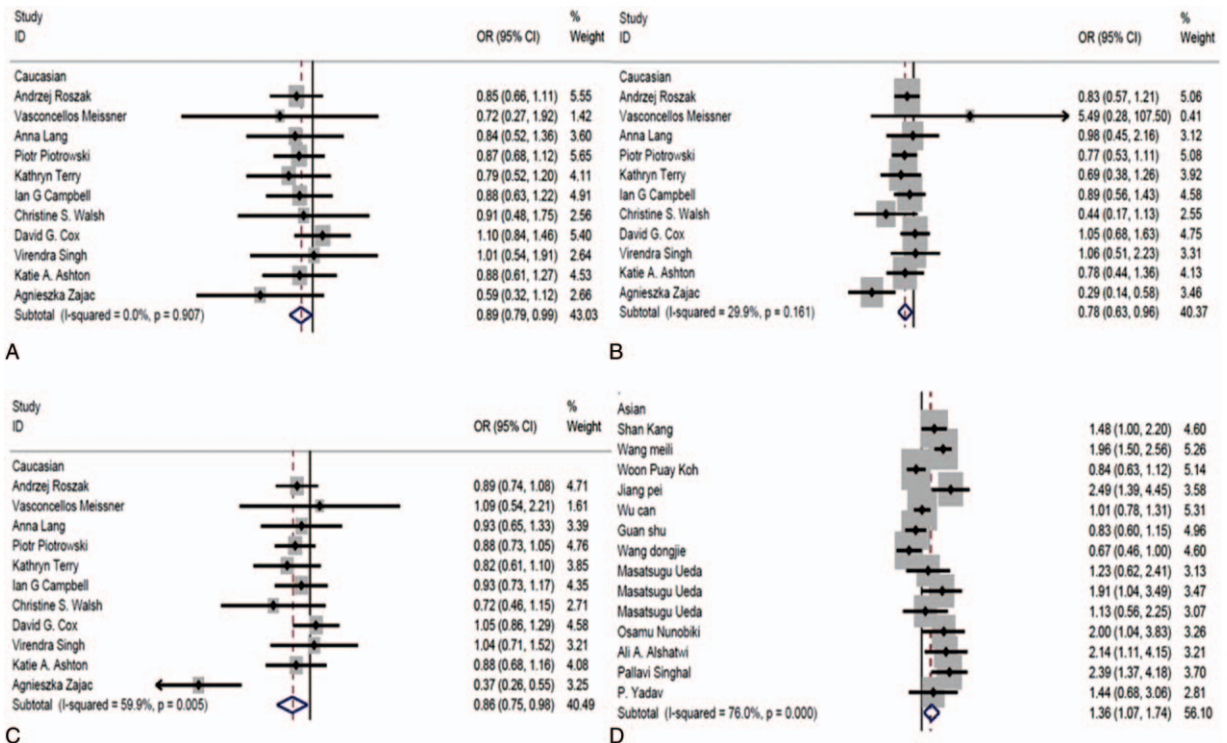 Study %
ID OR (95% CI) Weight
Caucasian
Andrzej Roszak 0.85 (0.66, 1.11) 5.55
Vasconcellos Meissner 0.72 (0.27, 1.92) 1.42
Anna Lang 0.84 (0.52, 1.36) 3.60
Piotr Piotrowski 0.87 (0.68, 1.12) 5.65
Kathryn Terry 0.79 (0.52, 1.20) 4.11
Ian G Campbell 0.88 (0.63, 1.22) 4.91
Christine S. Walsh 0.91 (0.48, 1.75) 2.56
David G. Cox 1.10 (0.84, 1.46) 5.40
Virendra Singh 1.01 (0.54, 1.91) 2.64
Katie A. Ashton 0.88 (0.61, 1.27) 4.53
Agnieszka Zajac 0.59 (0.32, 1.12) 2.66
Subtotal (I-squared = 0.0%, p = 0.907) 0.89 (0.79, 0.99) 43.03
A
Study %
ID OR (95% CI) Weight
Caucasian
Andrzej Roszak 0.83 (0.57, 1.21) 5.06
Vasconcellos Meissner 5.49 (0.28, 107.50) 0.41
Anna Lang 0.98 (0.45, 2.16) 3.12
Piotr Piotrowski 0.77 (0.53, 1.11) 5.08
Kathryn Terry 0.69 (0.38, 1.26) 3.92
Ian G Campbell 0.89 (0.56, 1.43) 4.58
Christine S. Walsh 0.44 (0.17, 1.13) 2.55
David G. Cox 1.05 (0.68, 1.63) 4.75
Virendra Singh 1.06 (0.51, 2.23) 3.31
Katie A. Ashton 0.78 (0.44, 1.36) 4.13
Agnieszka Zajac 0.29 (0.14, 0.58) 3.46
Subtotal (I-squared = 29.9%, p = 0.161) 0.78 (0.63, 0.96) 40.37
B
Study %
ID OR (95% CI) Weight
Caucasian
Andrzej Roszak 0.89 (0.74, 1.08) 4.71
Vasconcellos Meissner 1.09 (0.54, 2.21) 1.61
Anna Lang 0.93 (0.65, 1.33) 3.39
Piotr Piotrowski 0.88 (0.73, 1.05) 4.76
Kathryn Terry 0.82 (0.61, 1.10) 3.85
Ian G Campbell 0.93 (0.73, 1.17) 4.35
Christine S. Walsh 0.72 (0.46, 1.15) 2.71
David G. Cox 1.05 (0.86, 1.29) 4.58
Virendra Singh 1.04 (0.71, 1.52) 3.21
Katie A. Ashton 0.88 (0.68, 1.16) 4.08
Agnieszka Zajac 0.37 (0.26, 0.55) 3.25
Subtotal (I-squared = 59.9%, p = 0.005) 0.86 (0.75, 0.98) 40.49
C
Asian
Shan Kang 1.48 (1.00, 2.20) 4.60
Wang meili 1.96 (1.50, 2.56) 5.26
Woon Puay Koh 0.84 (0.63, 1.12) 5.14
Jiang pei 2.49 (1.39, 4.45) 3.58
Wu can 1.01 (0.78, 1.31) 5.31
Guan shu 0.83 (0.60, 1.15) 4.96
Wang dongjie 0.67 (0.46, 1.00) 4.60
Masatsugu Ueda 1.23 (0.62, 2.41) 3.13
Masatsugu Ueda 1.91 (1.04, 3.49) 3.47
Masatsugu Ueda 1.13 (0.56, 2.25) 3.07
Osamu Nunobiki 2.00 (1.04, 3.83) 3.26
Ali A. Alshatwi 2.14 (1.11, 4.15) 3.21
Pallavi Singhal 2.39 (1.37, 4.18) 3.70
P. Yadav 1.44 (0.68, 3.06) 2.81
Subtotal (I-squared = 76.0%, p = 0.000) 1.36 (1.07, 1.74) 56.10
D